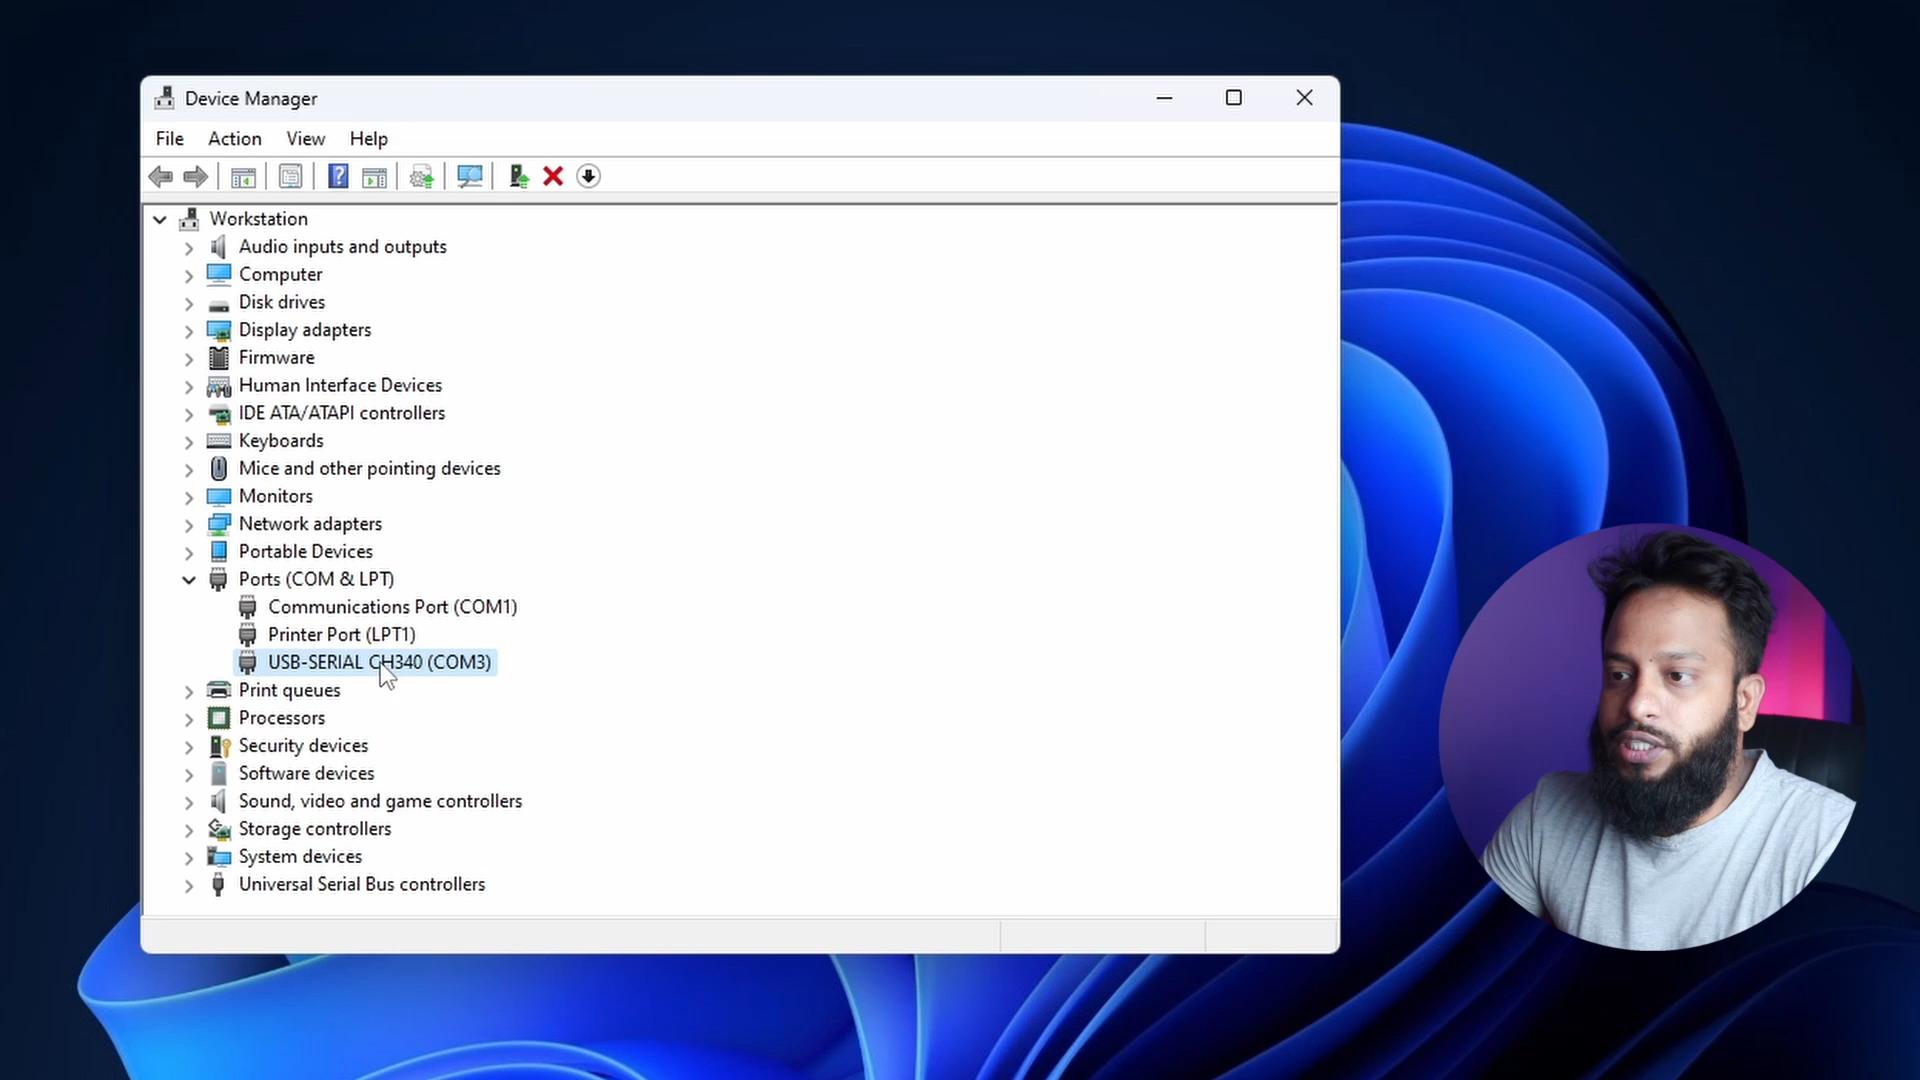 Device Manager
File Action View Help
Workstation
Audio inputs and outputs
Computer
Disk drives
Display adapters
Firmware
Human Interface Devices
IDE ATA/ATAPI controllers
Keyboards
Mice and other pointing devices
Monitors
Network adapters
Portable Devices
Ports (COM & LPT)
Communications Port (COM1)
Printer Port (LPT1)
USB-SERIAL CH340 (COM3)
Print queues
Processors
Security devices
Software devices
Sound, video and game controllers
Storage controllers
System devices
Universal Serial Bus controllers